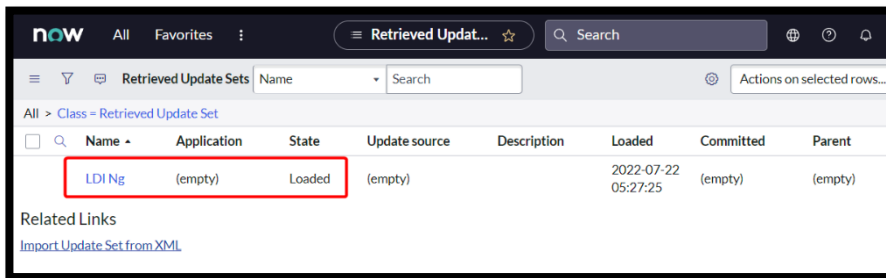 now All Favorites Retrieved Updat... Search
Retrieved Update Sets Name Search Actions on selected rows...
All > Class = Retrieved Update Set
Name Application State Update source Description Loaded Committed Parent
LDI Ng (empty) Loaded (empty) 2022-07-22 05:27:25 (empty) (empty)
Related Links
Import Update Set from XML